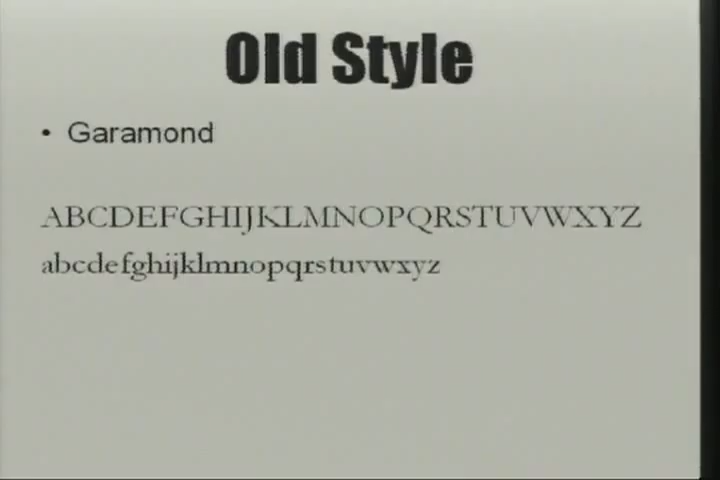 Old Style
• Garamond
ABCDEFGHIJKLMNOPQRSTUVWXYZ
abcdefghijklmnopqrstuvwxyz